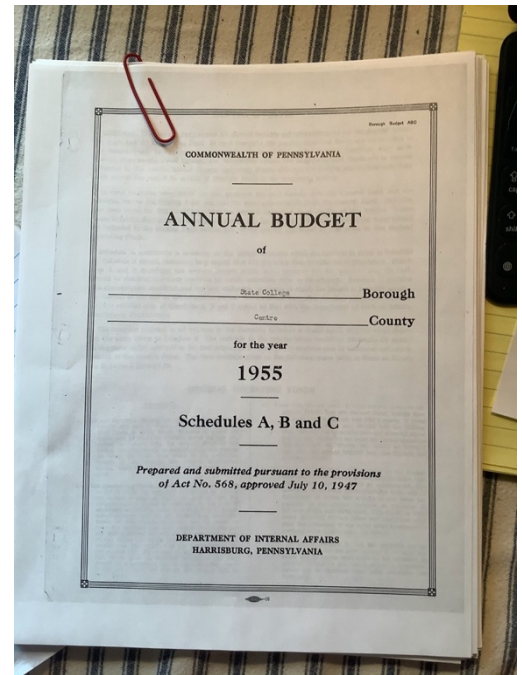 Borough Budget ABC
COMMONWEALTH OF PENNSYLVANIA
ANNUAL BUDGET
of
State College Borough
Centre County
for the year
1955
Schedules A, B and C
Prepared and submitted pursuant to the provisions
of Act No. 568, approved July 10, 1947
DEPARTMENT OF INTERNAL AFFAIRS
HARRISBURG, PENNSYLVANIA